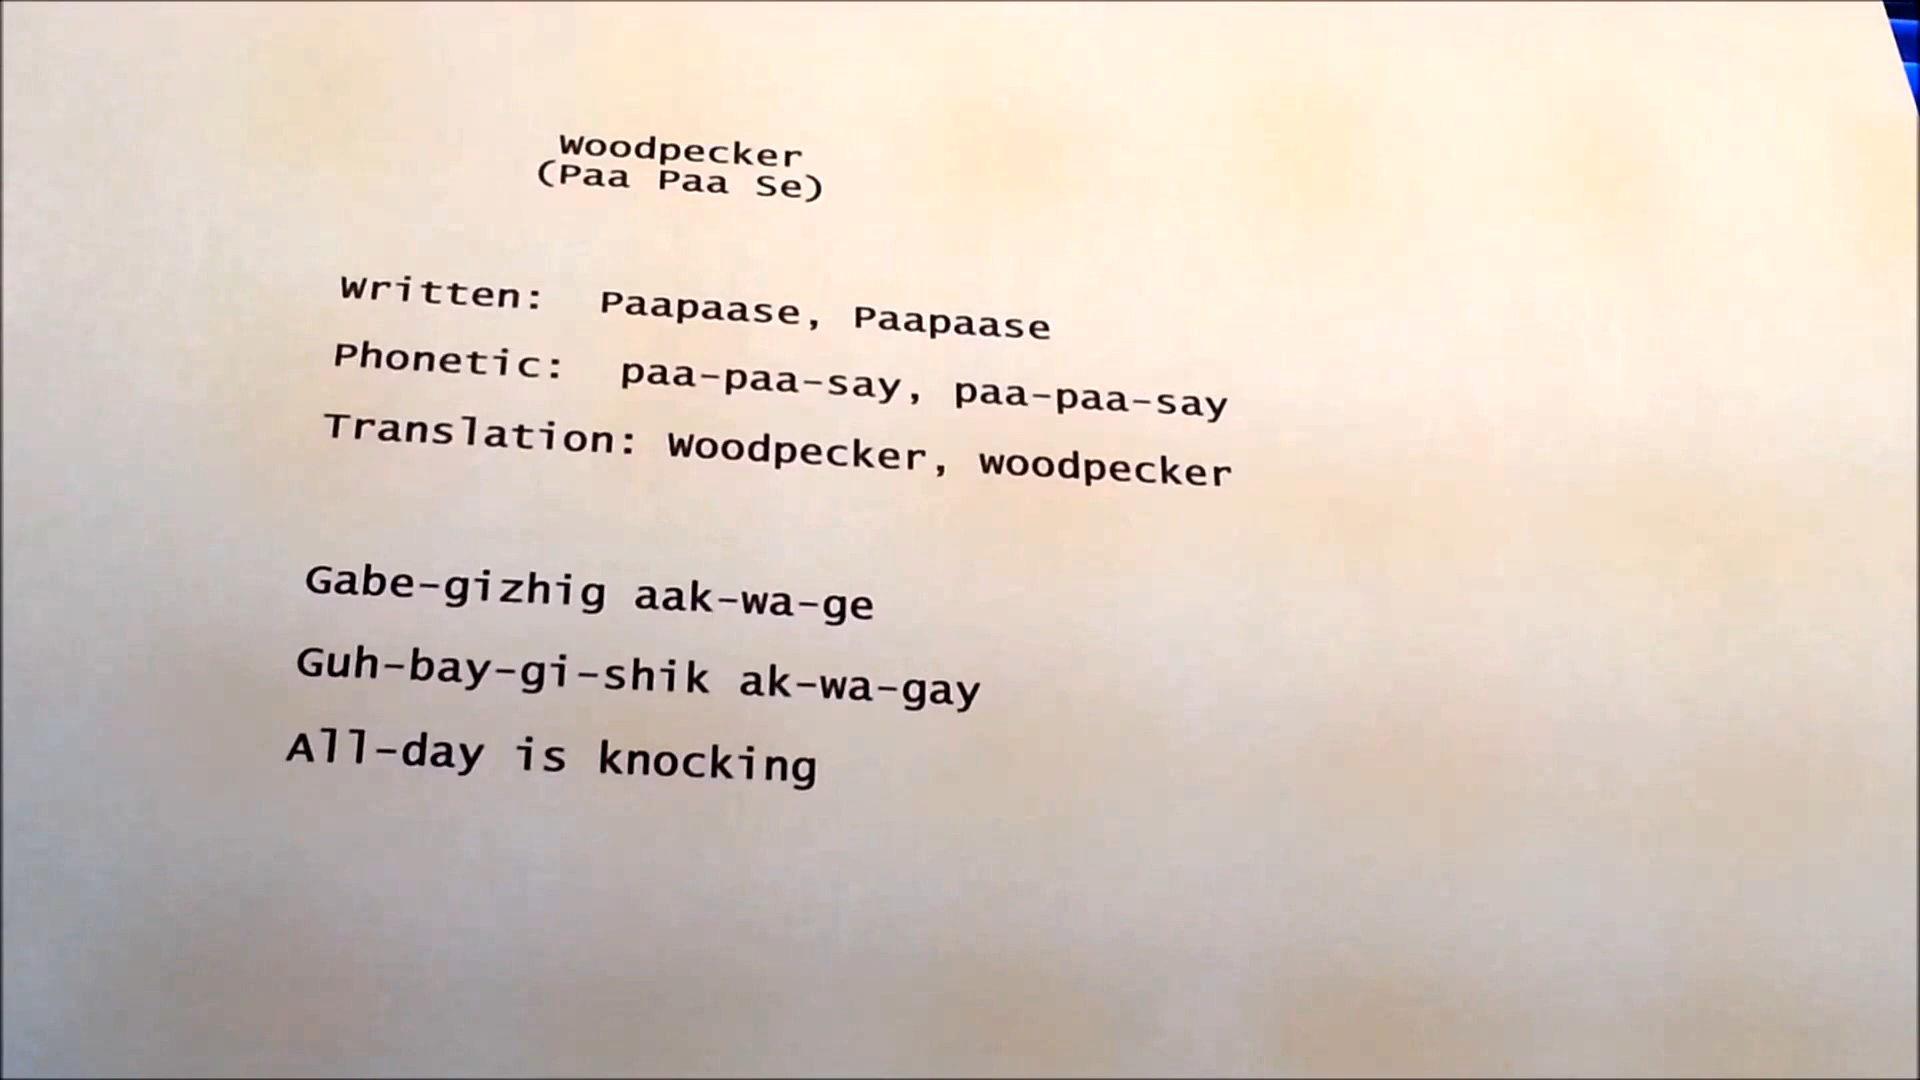 Woodpecker
(Paa Paa Se)
Written: Paapaase, Paapaase
Phonetic: paa-paa-say, paa-paa-say
Translation: Woodpecker, woodpecker
Gabe-gizhig aak-wa-ge
Guh-bay-gi-shik ak-wa-gay
All-day is knocking